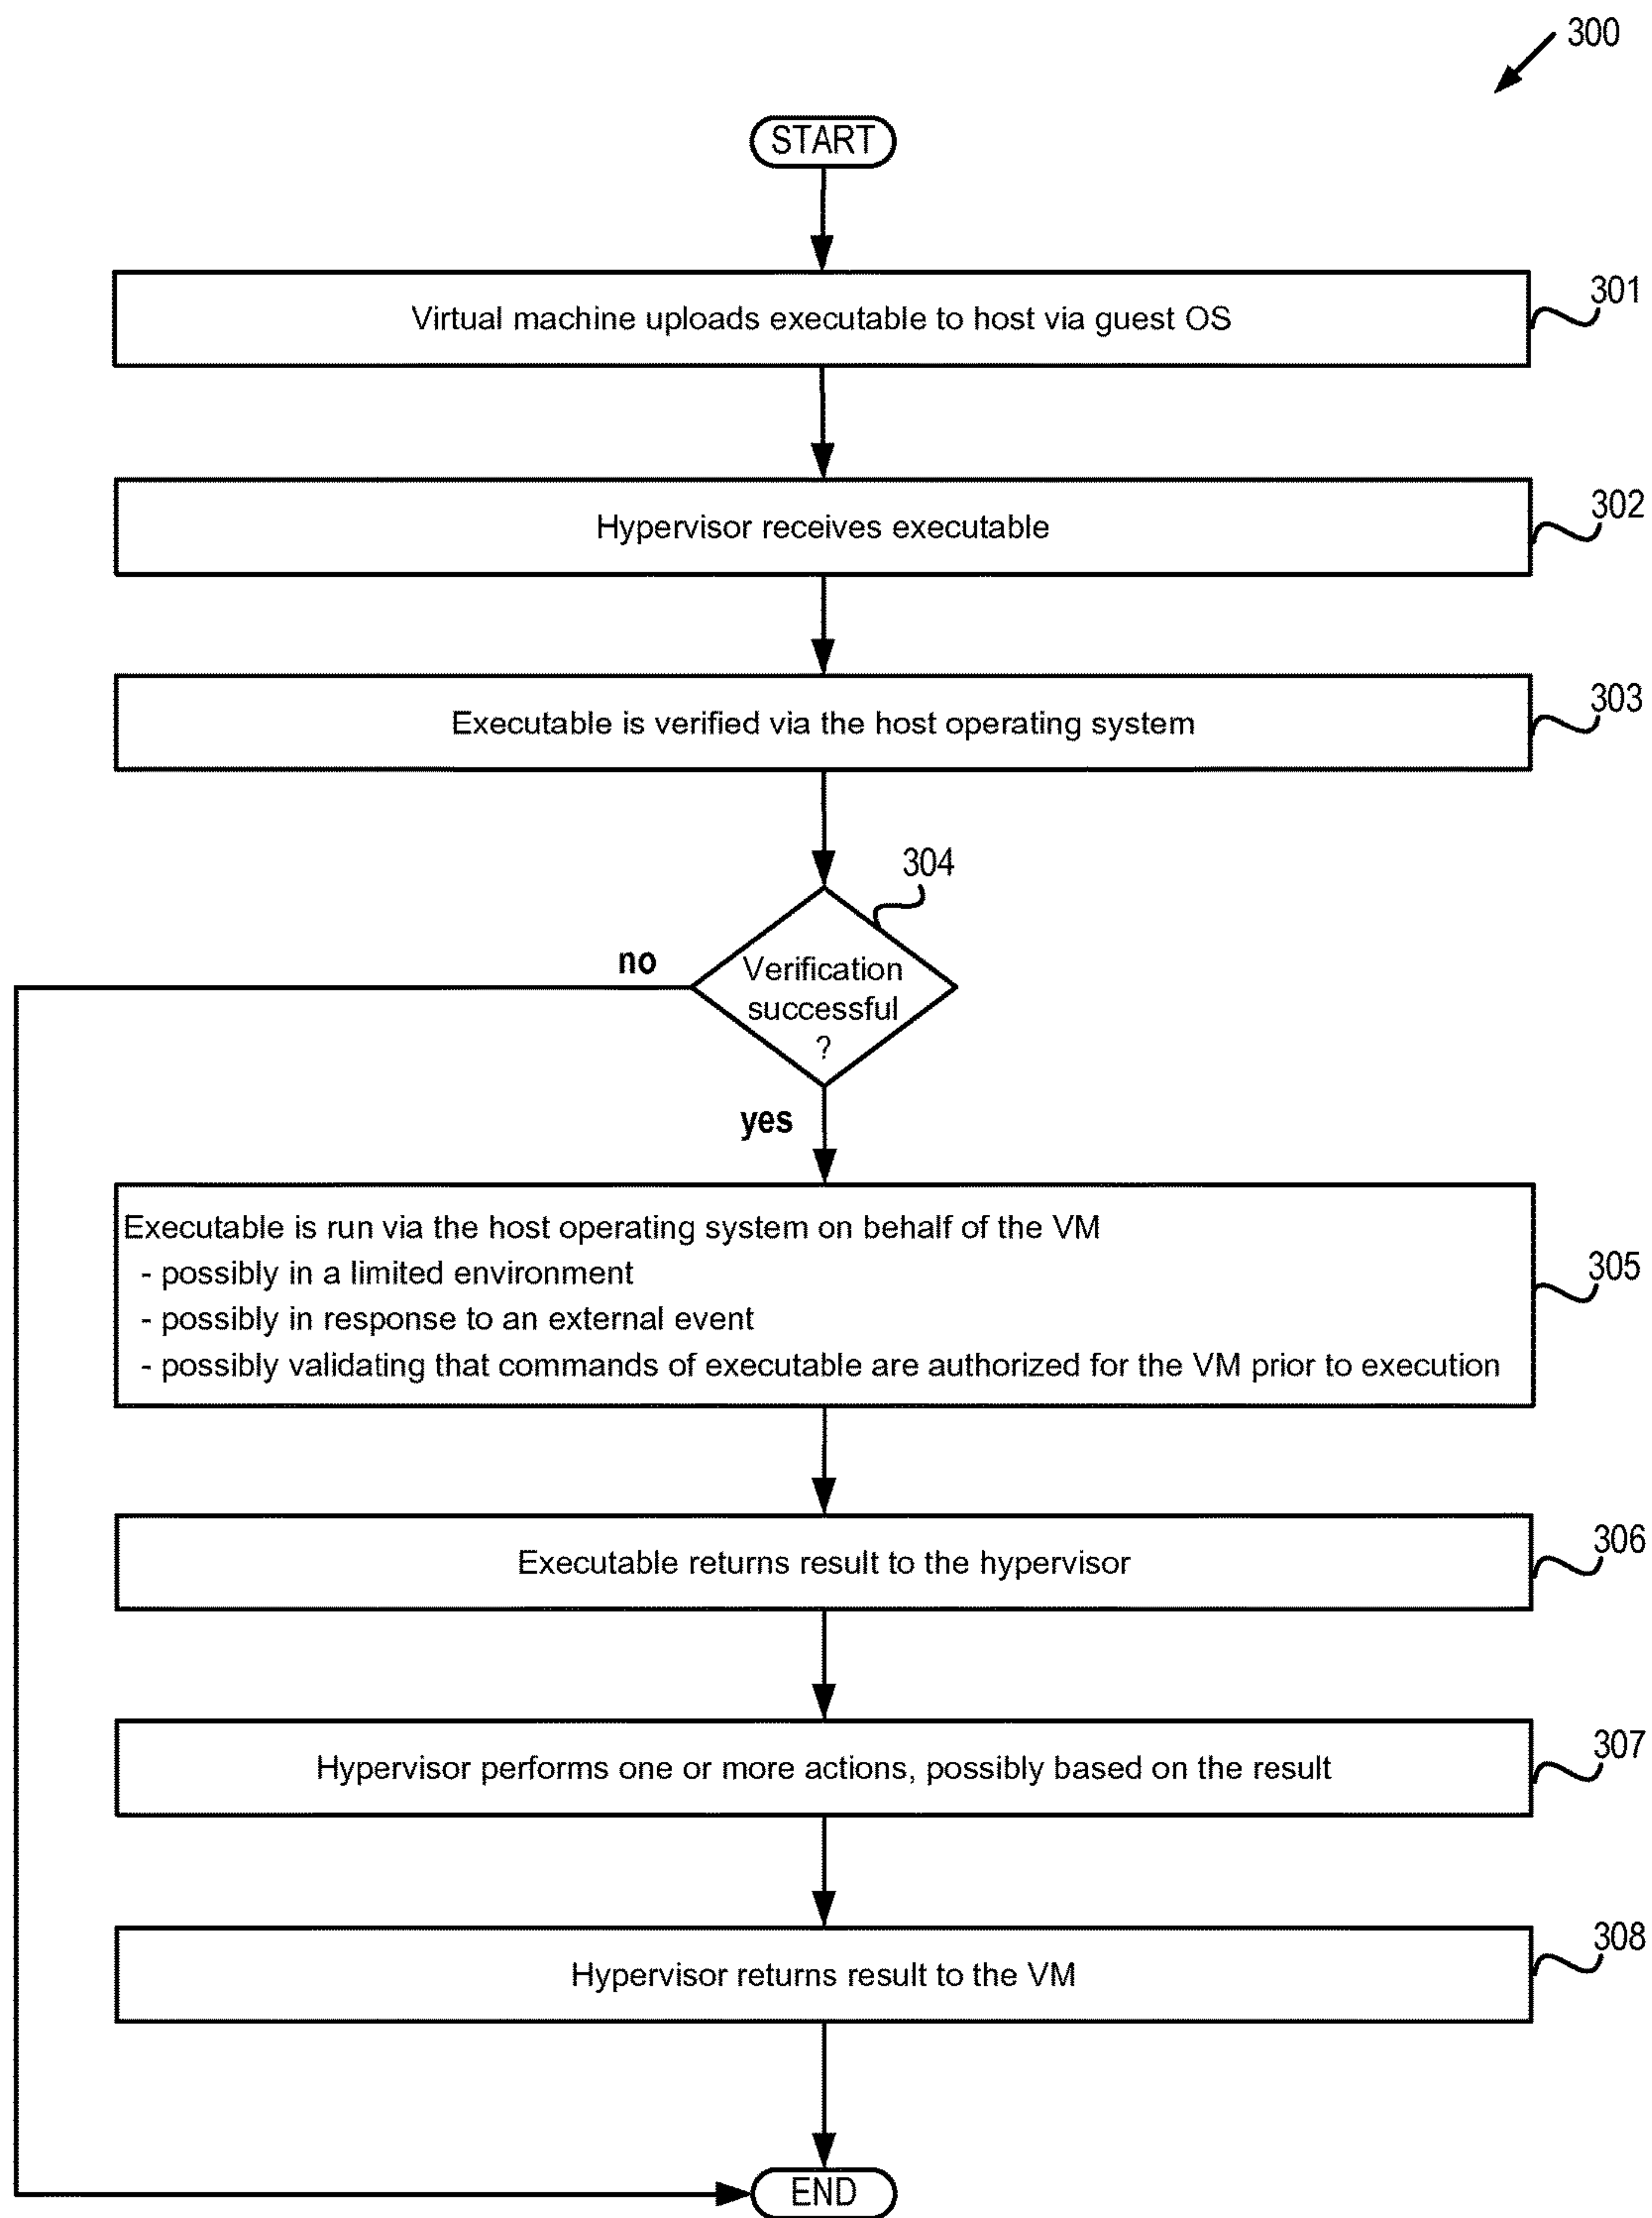 300
START
Virtual machine uploads executable to host via guest OS
301
Hypervisor receives executable
302
Executable is verified via the host operating system
303
304
no
Verification
successful
?
yes
Executable is run via the host operating system on behalf of the VM
- possibly in a limited environment
- possibly in response to an external event
- possibly validating that commands of executable are authorized for the VM prior to execution
305
Executable returns result to the hypervisor
306
Hypervisor performs one or more actions, possibly based on the result
307
Hypervisor returns result to the VM
308
END